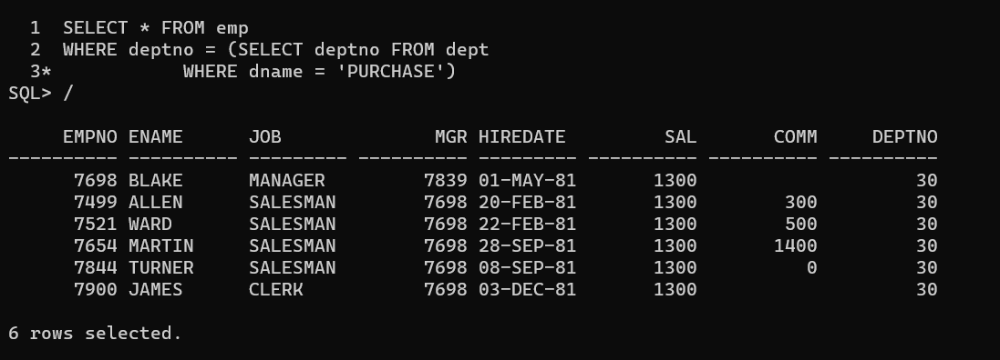 1  SELECT * FROM emp
  2  WHERE deptno = (SELECT deptno FROM dept
  3*            WHERE dname = 'PURCHASE')
SQL> /

     EMPNO ENAME      JOB              MGR HIREDATE         SAL       COMM     DEPTNO
---------- ---------- --------- ---------- --------- ---------- ---------- ----------
      7698 BLAKE      MANAGER         7839 01-MAY-81       1300                    30
      7499 ALLEN      SALESMAN        7698 20-FEB-81       1300        300         30
      7521 WARD       SALESMAN        7698 22-FEB-81       1300        500         30
      7654 MARTIN     SALESMAN        7698 28-SEP-81       1300       1400         30
      7844 TURNER     SALESMAN        7698 08-SEP-81       1300          0         30
      7900 JAMES      CLERK           7698 03-DEC-81       1300                    30

6 rows selected.